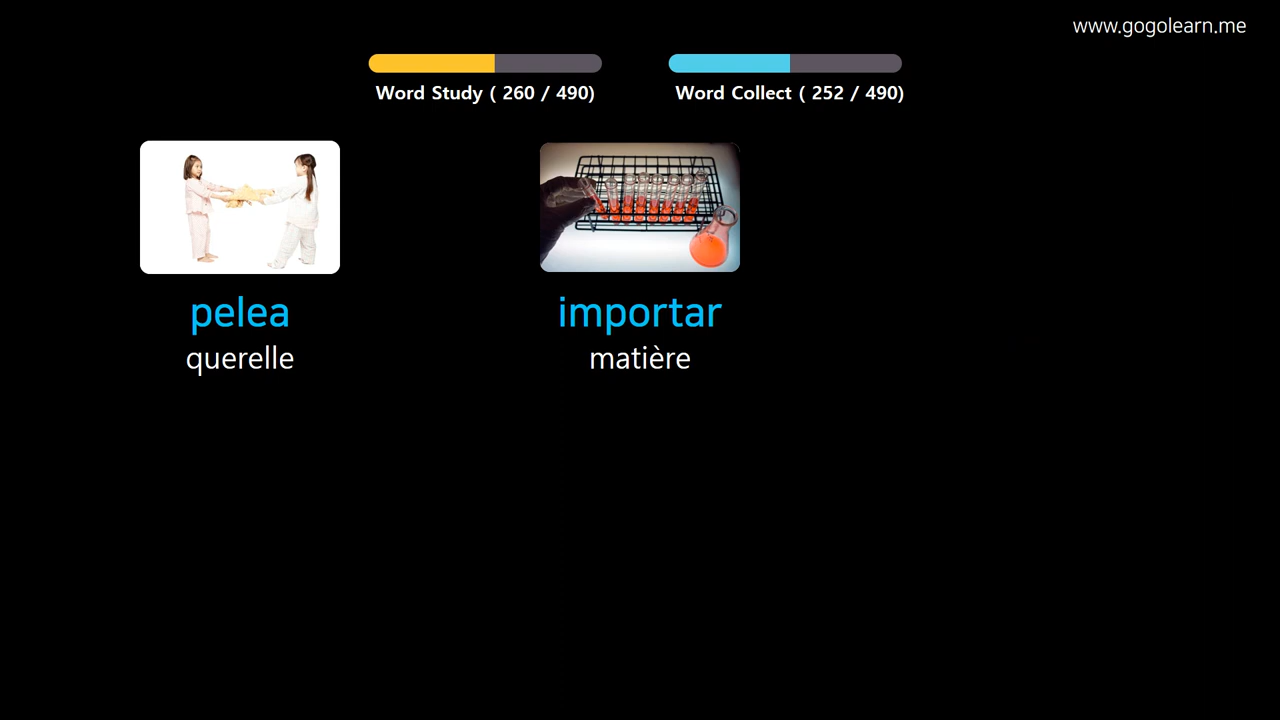 www.gogolearn.me
Word Study ( 260 / 490)
Word Collect ( 252 / 490)
pelea
querelle
importar
matière